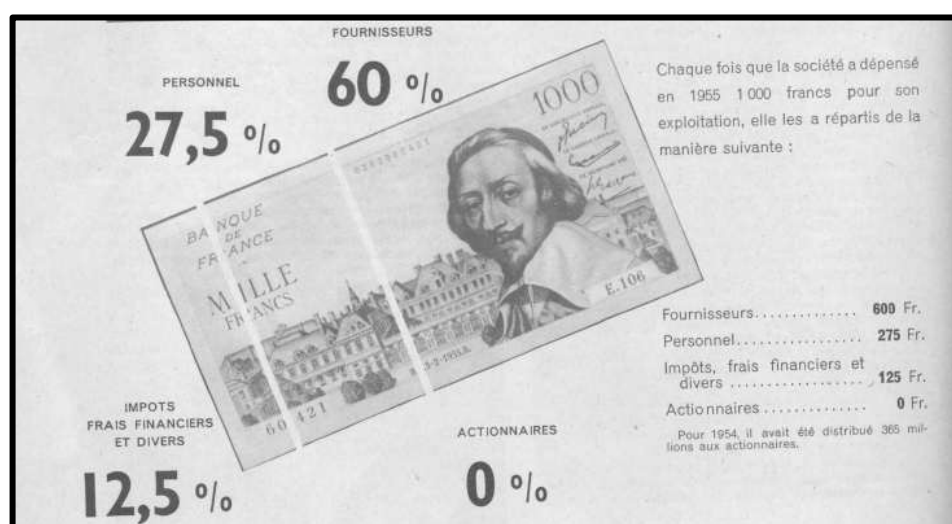 FOURNISSEURS
60 %
PERSONNEL
27,5 %
Chaque fois que la société a dépensé
en 1955 1 000 francs pour son
exploitation, elle les a répartis de la
manière suivante :
1000
BANQUE
DE
FRANCE
MILLE
FRANCS
E.106
60 421
Fournisseurs.............. 600 Fr.
Personnel................. 275 Fr.
Impôts, frais financiers et
divers .................. 125 Fr.
Actionnaires .............. 0 Fr.
Pour 1954, il avait été distribué 365 mil-
lions aux actionnaires.
IMPOTS
FRAIS FINANCIERS
ET DIVERS
12,5 %
ACTIONNAIRES
0 %